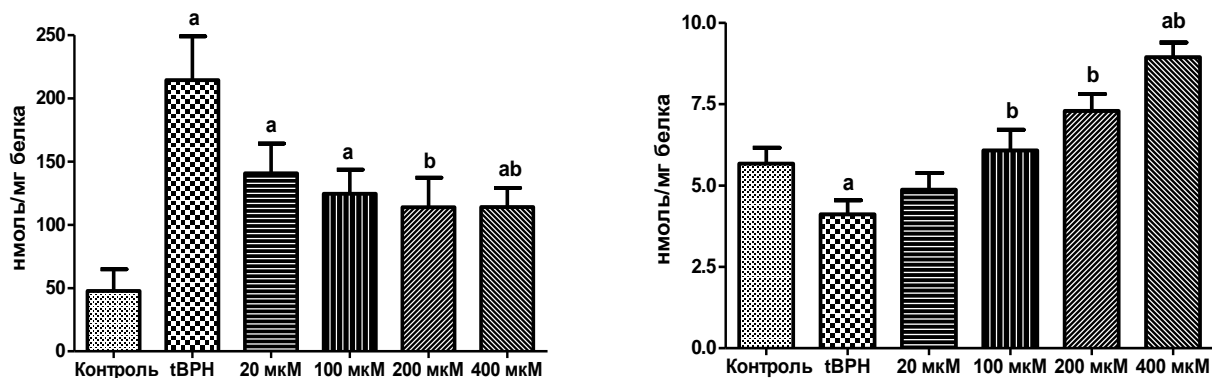 нмоль/мг белка
250
200
150
100
50
0
a
a
a
b
ab
Контроль tBPH 20 мкМ 100 мкМ 200 мкМ 400 мкМ
нмоль/мг белка
10.0
7.5
5.0
2.5
0.0
a
b
b
ab
Контроль tBPH 20 мкМ 100 мкМ 200 мкМ 400 мкМ